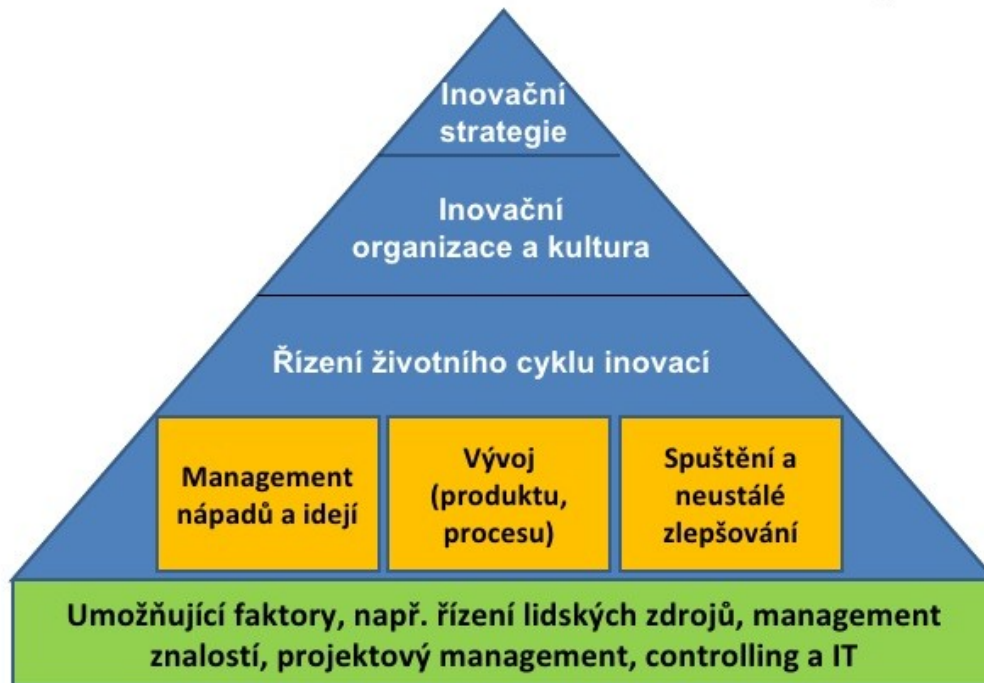 Inovační
strategie
Inovační
organizace a kultura
Řízení životního cyklu inovací
Management
nápadů a idejí
Vývoj
(produktu,
procesu)
Spuštění a
neustálé
zlepšování
Umožňující faktory, např. řízení lidských zdrojů, management
znalostí, projektový management, controlling a IT